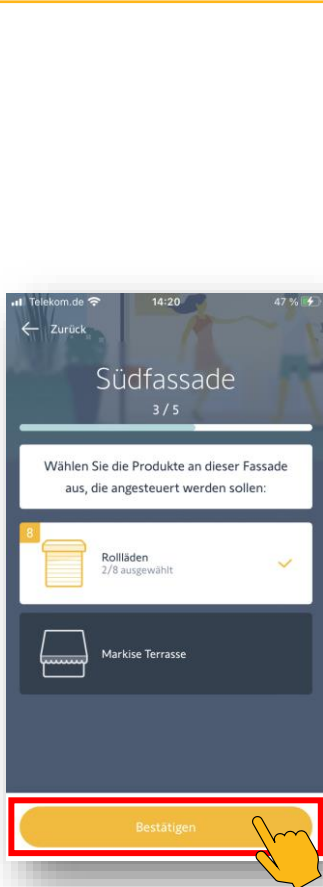 Telekom.de 14:20 47 %
Zurück
Südfassade
3 / 5
Wählen Sie die Produkte an dieser Fassade
aus, die angesteuert werden sollen:
8
Rollläden
2/8 ausgewählt
Markise Terrasse
Bestätigen